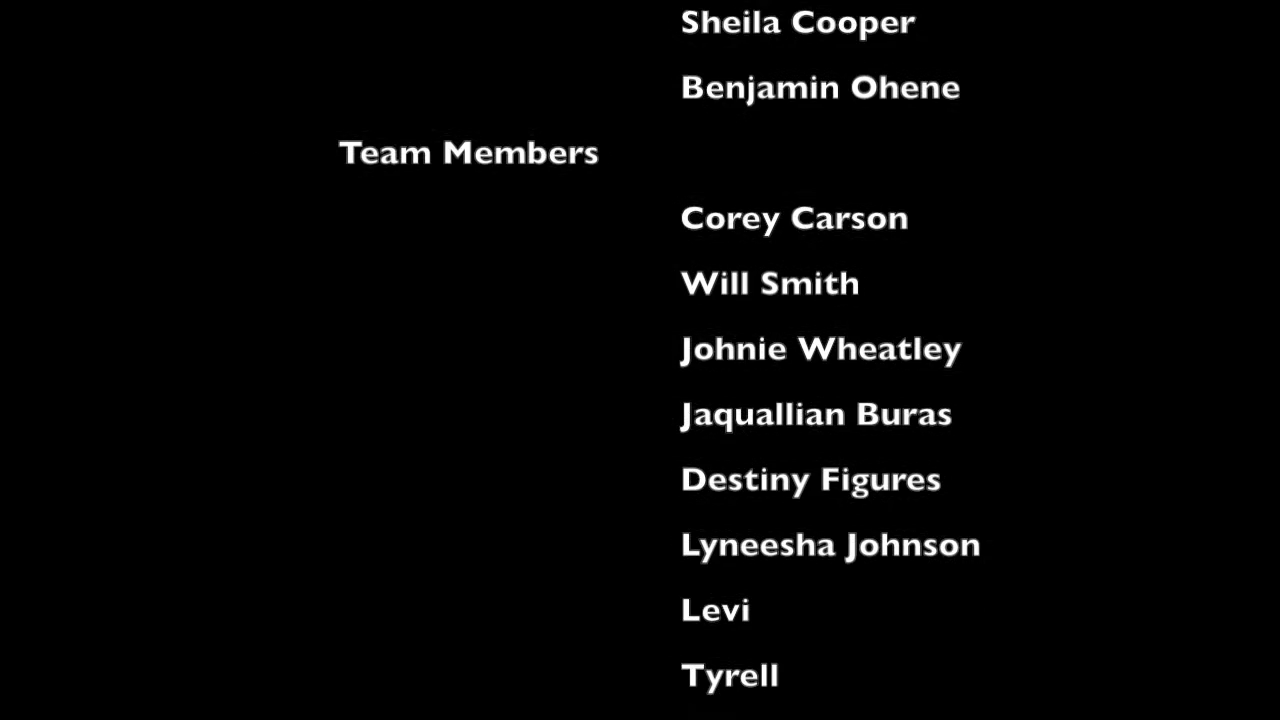 Sheila Cooper
Benjamin Ohene
Team Members
Corey Carson
Will Smith
Johnie Wheatley
Jaquallian Buras
Destiny Figures
Lyneesha Johnson
Levi
Tyrell